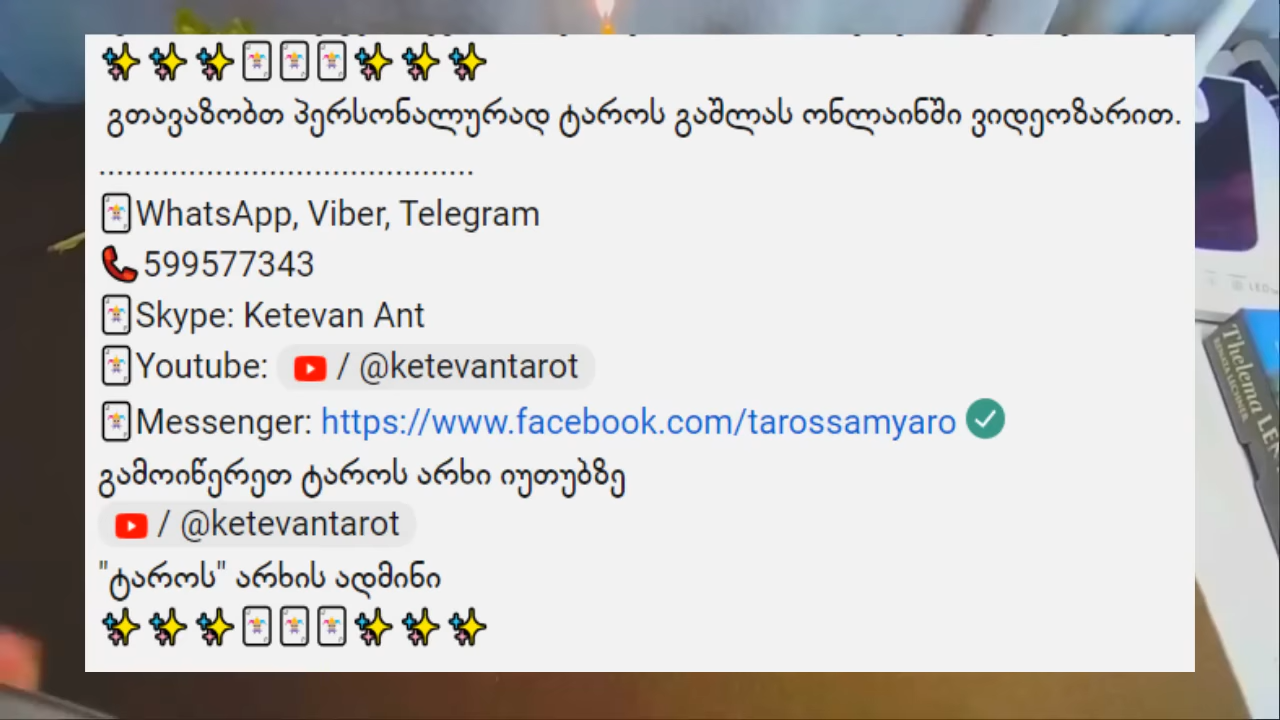 ✨✨✨🃏🃏🃏✨✨✨
გთავაზობთ პერსონალურად ტაროს გაშლას ონლაინში ვიდეოზარით.
.........................................
🃏WhatsApp, Viber, Telegram
📞599577343
🃏Skype: Ketevan Ant
🃏Youtube: / @ketevantarot
🃏Messenger: https://www.facebook.com/tarossamyaro ✅
გამოიწერეთ ტაროს არხი იუთუბზე
/ @ketevantarot
"ტაროს" არხის ადმინი
✨✨✨🃏🃏🃏✨✨✨
Thelema